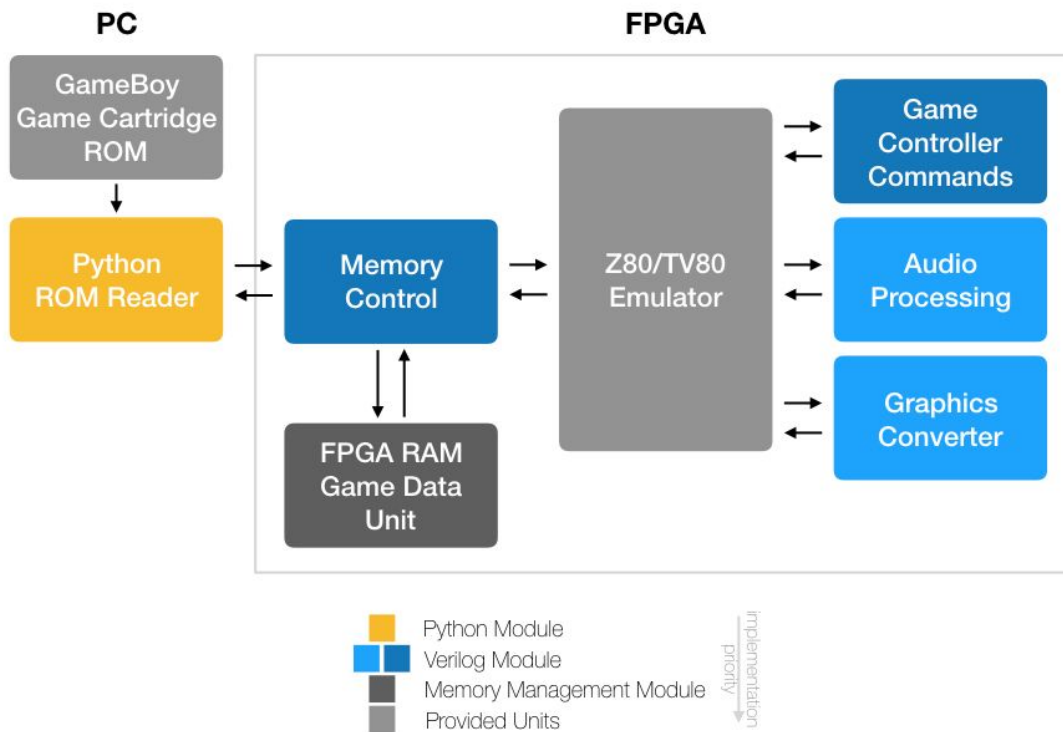 PC
FPGA
GameBoy
Game Cartridge
ROM
Python
ROM Reader
Memory
Control
FPGA RAM
Game Data
Unit
Z80/TV80
Emulator
Game
Controller
Commands
Audio
Processing
Graphics
Converter
Python Module
Verilog Module
Memory Management Module
Provided Units
implementation
priority